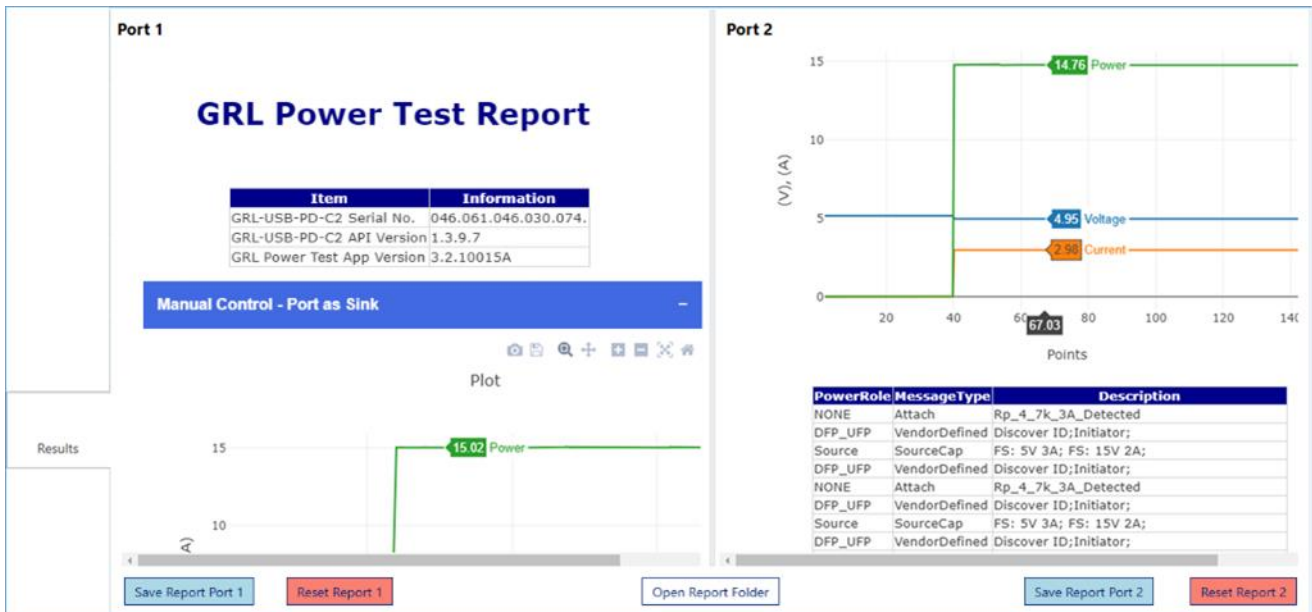 Port 1
GRL Power Test Report
Item Information
GRL-USB-PD-C2 Serial No. 046.061.046.030.074.
GRL-USB-PD-C2 API Version 1.3.9.7
GRL Power Test App Version 3.2.10015A
Manual Control - Port as Sink −
Plot
15
15.02 Power
10
A)
Results
Port 2
15
14.76 Power
10
(V), (A)
5
4.95 Voltage
2.98 Current
0
20 40 60 67.03 80 100 120 140
Points
PowerRole MessageType Description
NONE Attach Rp_4_7k_3A_Detected
DFP_UFP VendorDefined Discover ID;Initiator;
Source SourceCap FS: 5V 3A; FS: 15V 2A;
DFP_UFP VendorDefined Discover ID;Initiator;
NONE Attach Rp_4_7k_3A_Detected
DFP_UFP VendorDefined Discover ID;Initiator;
Source SourceCap FS: 5V 3A; FS: 15V 2A;
DFP_UFP VendorDefined Discover ID;Initiator;
Save Report Port 1 Reset Report 1 Open Report Folder Save Report Port 2 Reset Report 2